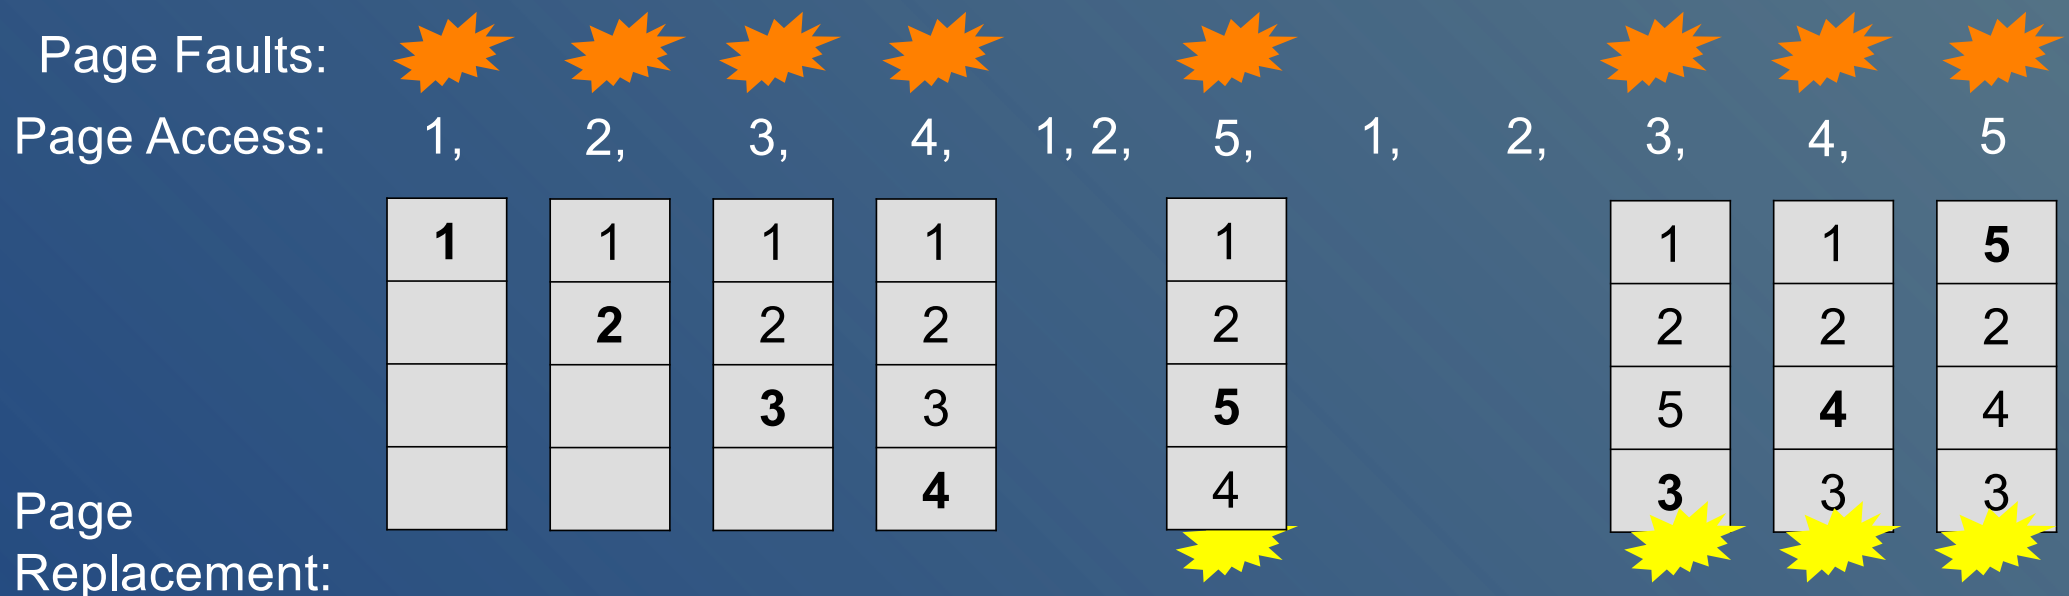 Page Faults:
Page Access: 1, 2, 3, 4, 1, 2, 5, 1, 2, 3, 4, 5
1 1 1 1 1 1 1 5
2 2 2 2 2 2 2
3 3 5 5 4 4
4 4 3 3 3
Page
Replacement: